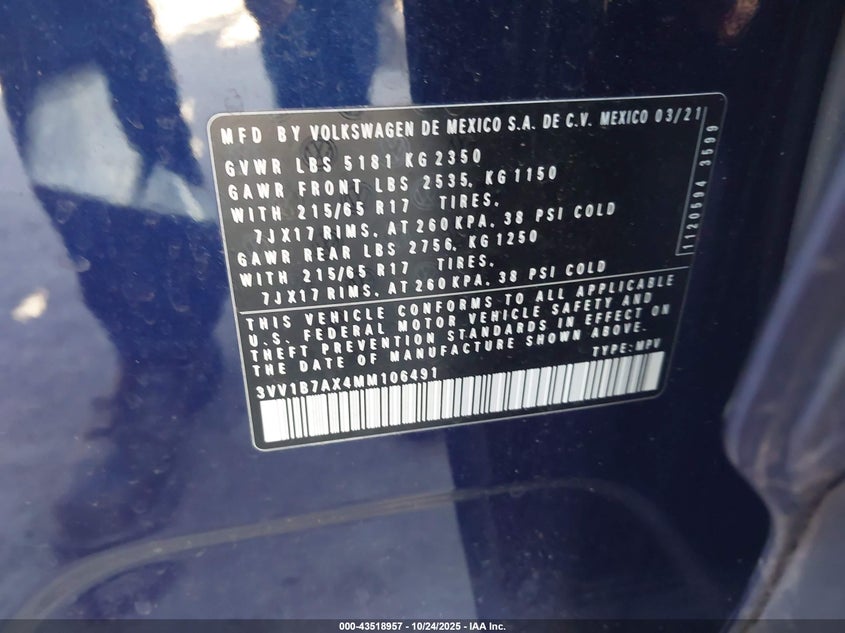 MFD BY VOLKSWAGEN DE MEXICO S.A. DE C.V. MEXICO 03/21
GVWR LBS 5181 KG 2350
GAWR FRONT LBS 2535, KG 1150
WITH 215/65 R17 TIRES,
7JX17 RIMS, AT 260 KPA, 38 PSI COLD
GAWR REAR LBS 2756, KG 1250
WITH 215/65 R17 TIRES,
7JX17 RIMS, AT 260 KPA, 38 PSI COLD
1120594 3599
THIS VEHICLE CONFORMS TO ALL APPLICABLE
U.S. FEDERAL MOTOR VEHICLE SAFETY AND
THEFT PREVENTION STANDARDS IN EFFECT ON
THE DATE OF MANUFACTURE SHOWN ABOVE.
TYPE: MPV
3VV1B7AX4MM106491
000-43518957 - 10/24/2025 - IAA Inc.